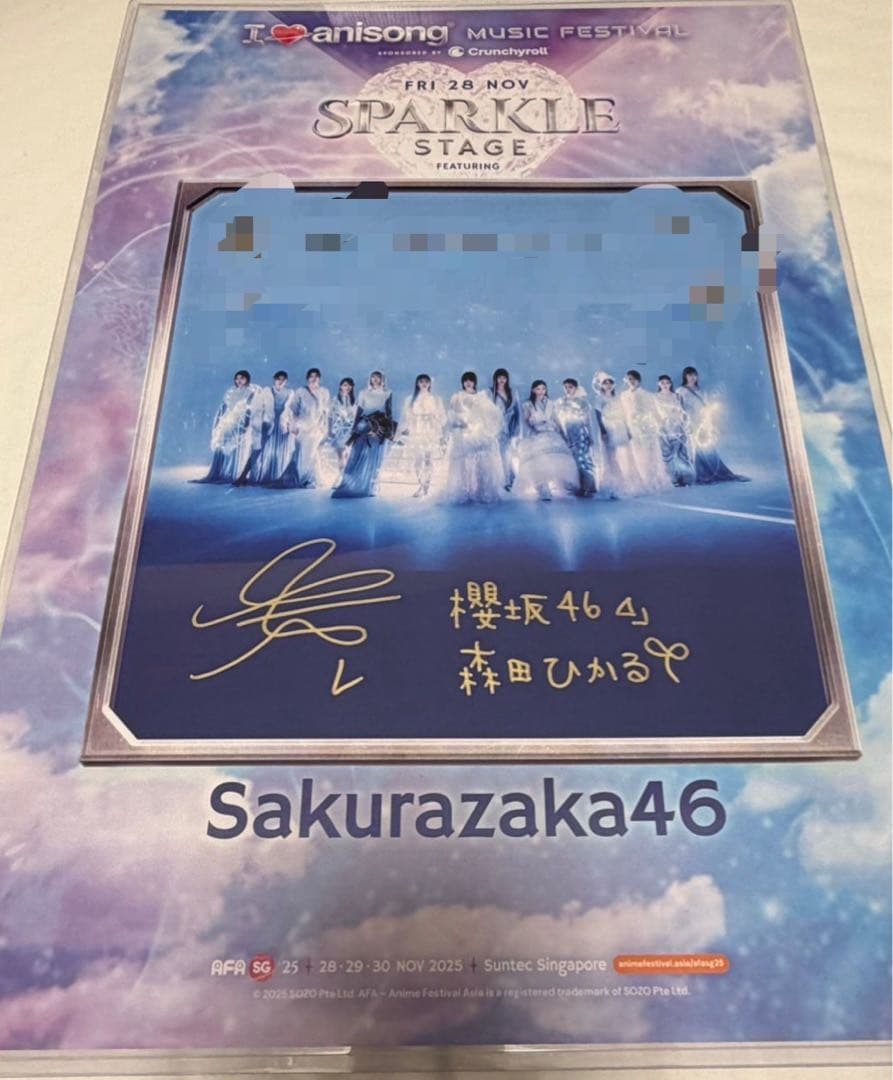 I anisong MUSIC FESTIVAL
SPONSORED BY Crunchyroll
FRI 28 NOV
SPARKLE
STAGE
FEATURING
櫻坂46
森田ひかる
Sakurazaka46
AFA SG '25 28·29·30 NOV 2025 Suntec Singapore animefestival.asia/afasg25
© 2025 SOZO Pte Ltd. AFA – Anime Festival Asia is a registered trademark of SOZO Pte Ltd.